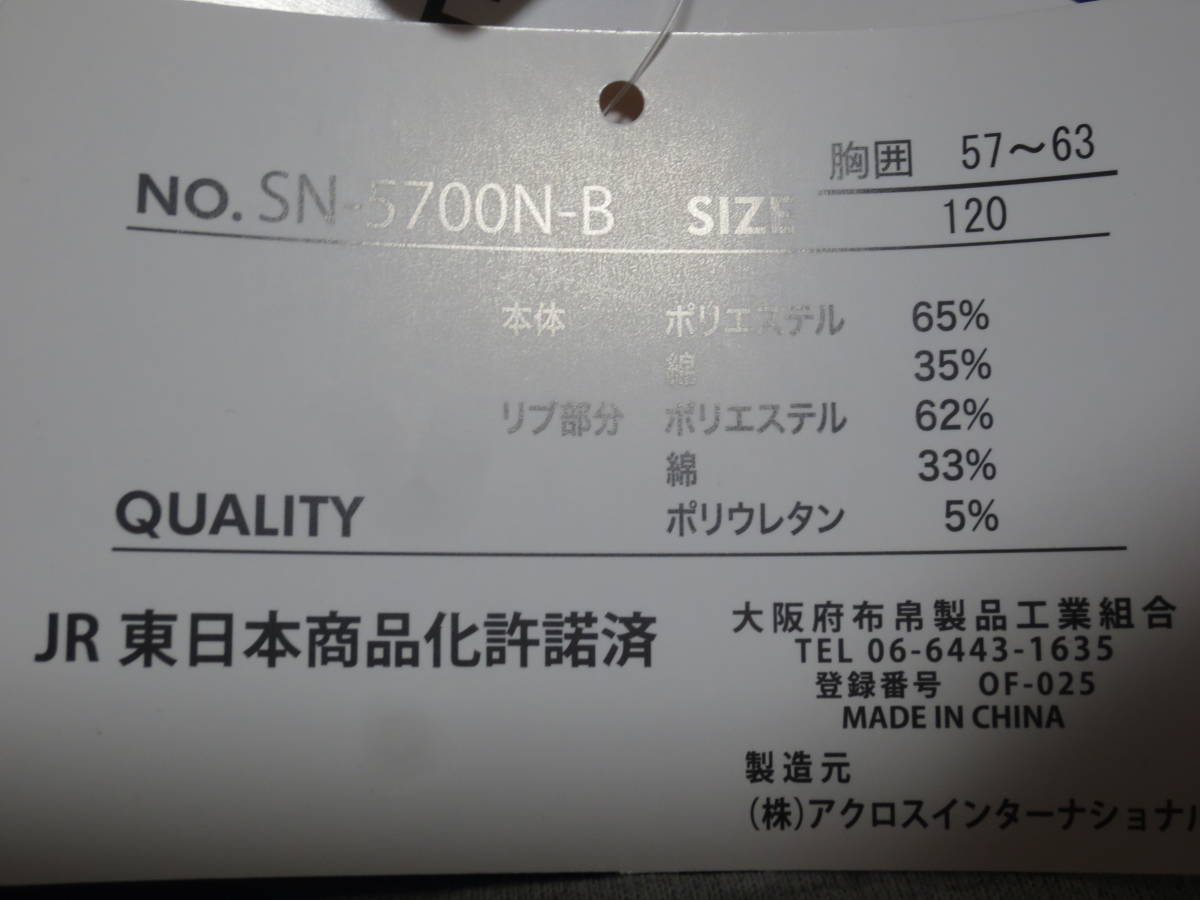 胸囲 57～63
NO. SN-5700N-B SIZE 120
本体 ポリエステル 65%
綿 35%
リブ部分 ポリエステル 62%
綿 33%
QUALITY ポリウレタン 5%
JR 東日本商品化許諾済
大阪府布帛製品工業組合
TEL 06-6443-1635
登録番号 OF-025
MADE IN CHINA
製造元
(株)アクロスインターナショナル